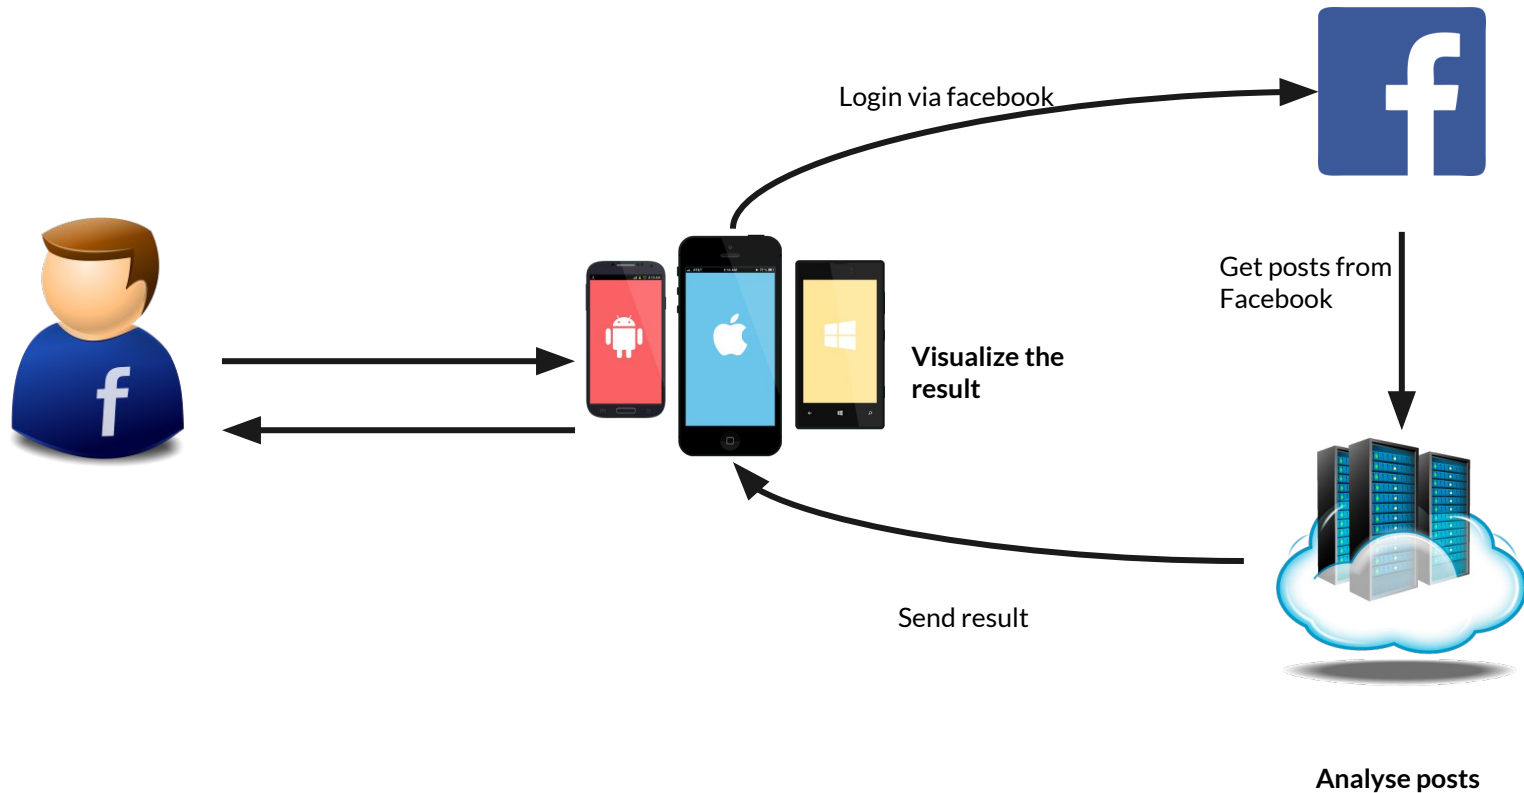 Login via facebook
Get posts from
Facebook
Visualize the
result
Send result
Analyse posts